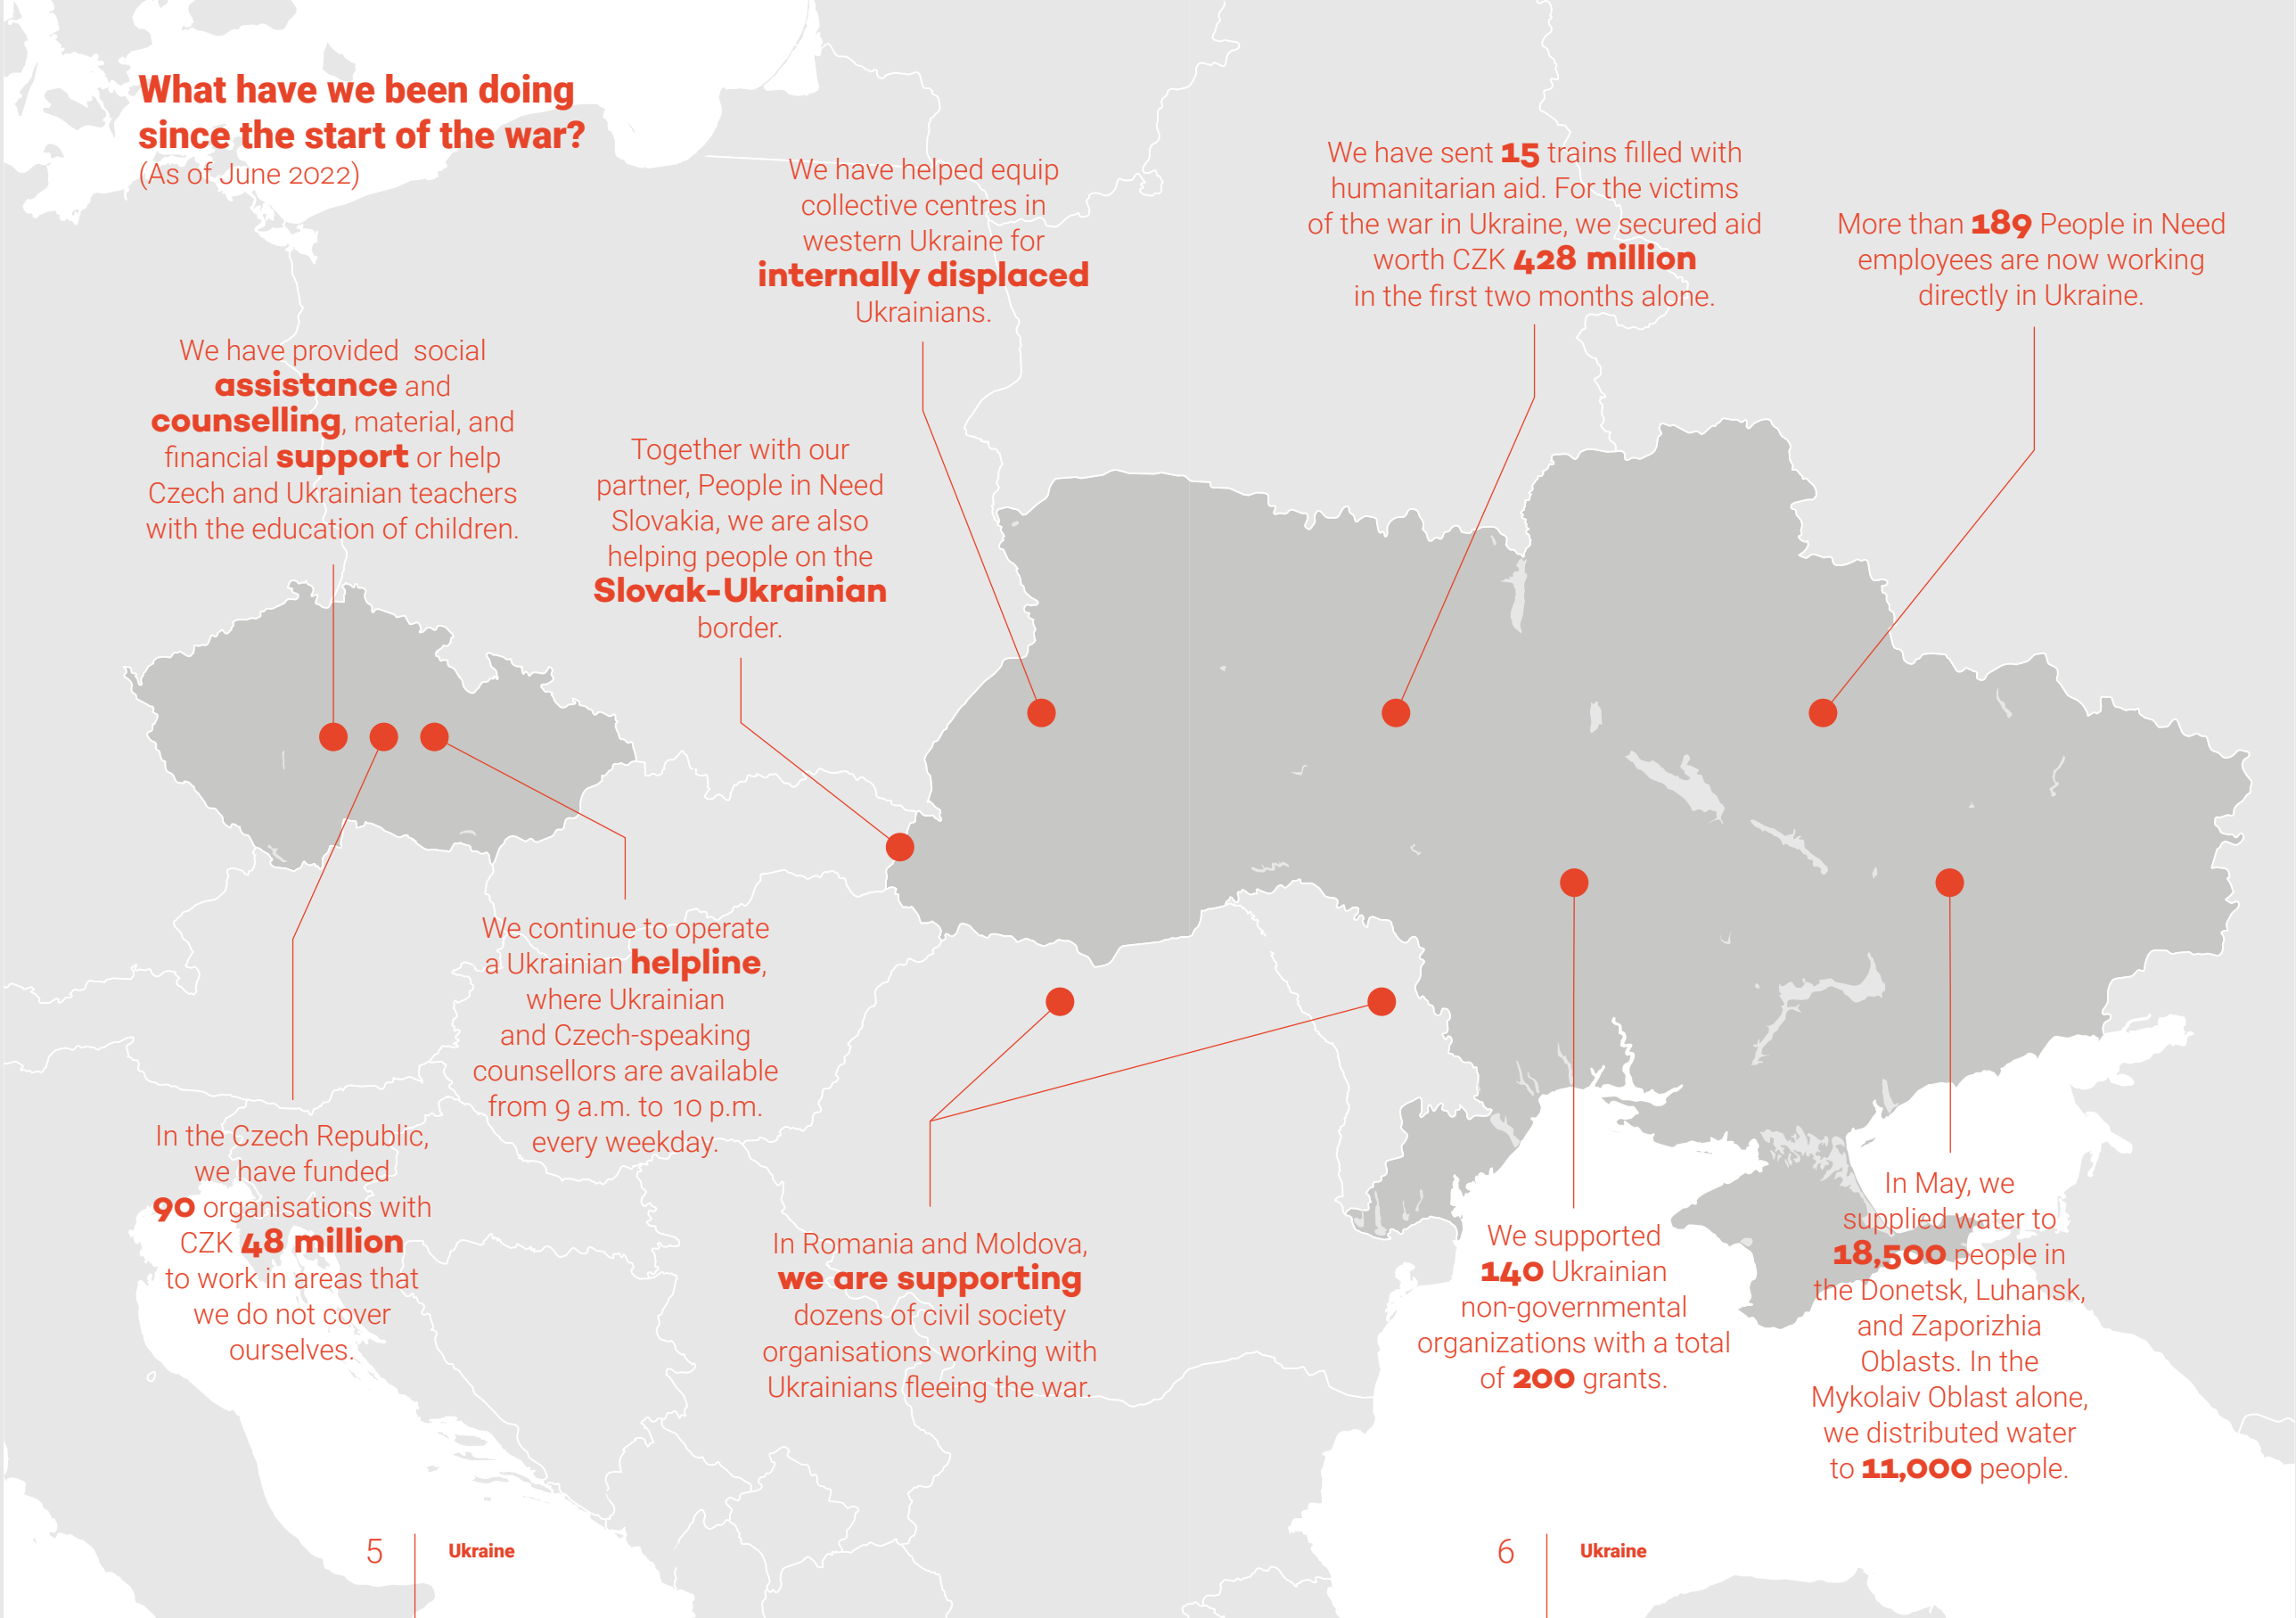 What have we been doing
since the start of the war?
(As of June 2022)
We have provided social
assistance and
counselling, material, and
financial support or help
Czech and Ukrainian teachers
with the education of children.
Together with our
partner, People in Need
Slovakia, we are also
helping people on the
Slovak-Ukrainian
border.
We have helped equip
collective centres in
western Ukraine for
internally displaced
Ukrainians.
We have sent 15 trains filled with
humanitarian aid. For the victims
of the war in Ukraine, we secured aid
worth CZK 428 million
in the first two months alone.
More than 189 People in Need
employees are now working
directly in Ukraine.
In the Czech Republic,
we have funded
90 organisations with
CZK 48 million
to work in areas that
we do not cover
ourselves.
We continue to operate
a Ukrainian helpline,
where Ukrainian
and Czech-speaking
counsellors are available
from 9 a.m. to 10 p.m.
every weekday.
In Romania and Moldova,
we are supporting
dozens of civil society
organisations working with
Ukrainians fleeing the war.
We supported
140 Ukrainian
non-governmental
organizations with a total
of 200 grants.
In May, we
supplied water to
18,500 people in
the Donetsk, Luhansk,
and Zaporizhia
Oblasts. In the
Mykolaiv Oblast alone,
we distributed water
to 11,000 people.
5 Ukraine
6 Ukraine